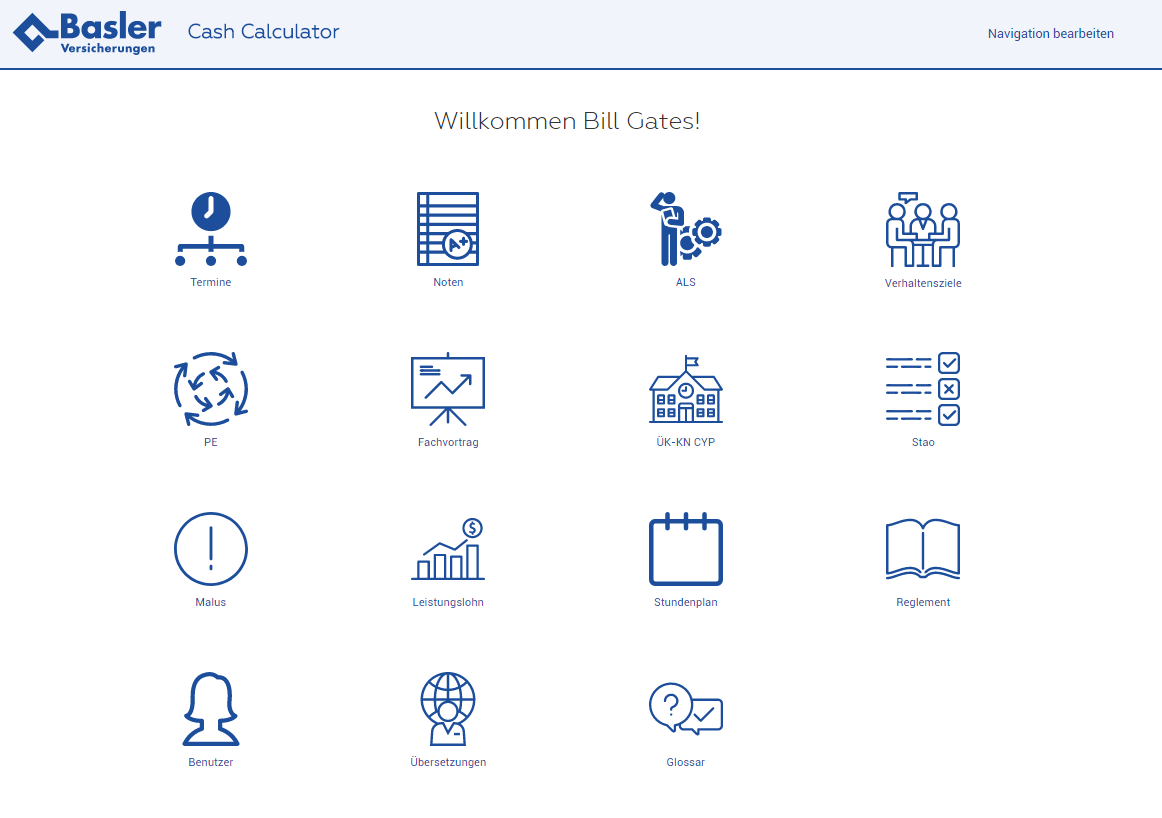 Basler
Versicherungen
Cash Calculator
Navigation bearbeiten
Willkommen Bill Gates!
A+
Termine
Noten
ALS
Verhaltensziele
PE
Fachvortrag
ÜK-KN CYP
Stao
$
Malus
Leistungslohn
Stundenplan
Reglement
?
Benutzer
Übersetzungen
Glossar